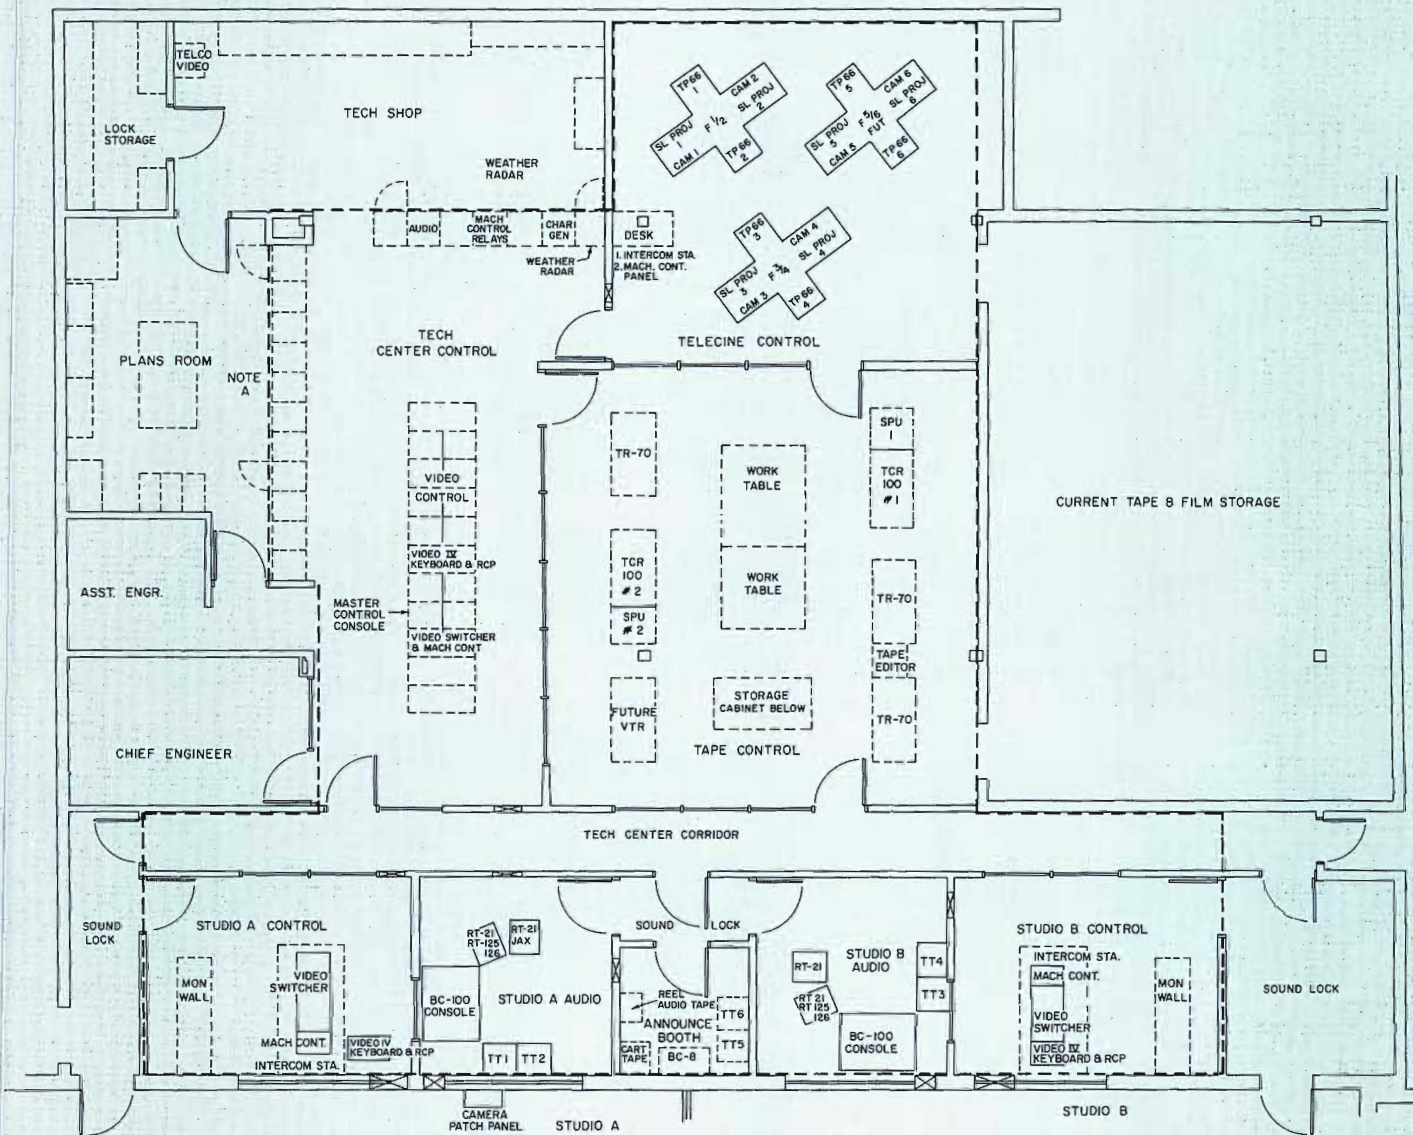 TELCO
VIDEO
LOCK
STORAGE
TECH SHOP
WEATHER
RADAR
AUDIO
MACH
CONTROL
RELAYS
CHAR
GEN
WEATHER
RADAR
DESK
1. INTERCOM STA.
2. MACH. CONT.
PANEL
TP66
1
CAM 2
SL PROJ
2
F 1/2
SL PROJ
1
CAM 1
TP66
2
TP66
5
CAM 6
SL PROJ
6
F 5/6
FUT
SL PROJ
5
CAM 5
TP66
6
TP66
3
CAM 4
SL PROJ
4
F 3/4
SL PROJ
3
CAM 3
TP66
4
TELECINE CONTROL
TECH
CENTER CONTROL
PLANS ROOM
NOTE
A
VIDEO
CONTROL
VIDEO IV
KEYBOARD & RCP
MASTER
CONTROL
CONSOLE
VIDEO SWITCHER
& MACH CONT
ASST. ENGR.
CHIEF ENGINEER
TR-70
WORK
TABLE
SPU
1
TCR
100
#1
TCR
100
#2
SPU
#2
WORK
TABLE
TR-70
TAPE
EDITOR
TR-70
FUTURE
VTR
STORAGE
CABINET BELOW
TAPE CONTROL
CURRENT TAPE & FILM STORAGE
TECH CENTER CORRIDOR
SOUND
LOCK
STUDIO A CONTROL
MON
WALL
VIDEO
SWITCHER
MACH CONT.
INTERCOM STA.
VIDEO IV
KEYBOARD & RCP
RT-21
RT-125
126
RT-21
JAX
BC-100
CONSOLE
STUDIO A AUDIO
TT1
TT2
SOUND LOCK
REEL
AUDIO TAPE
ANNOUNCE
BOOTH
CART
TAPE
BC-8
TT6
TT5
STUDIO B
AUDIO
RT-21
RT 21
RT 125
126
BC-100
CONSOLE
TT4
TT3
STUDIO B CONTROL
INTERCOM STA.
MACH CONT.
VIDEO
SWITCHER
VIDEO IV
KEYBOARD & RCP
MON
WALL
SOUND LOCK
CAMERA
PATCH PANEL
STUDIO A
STUDIO B